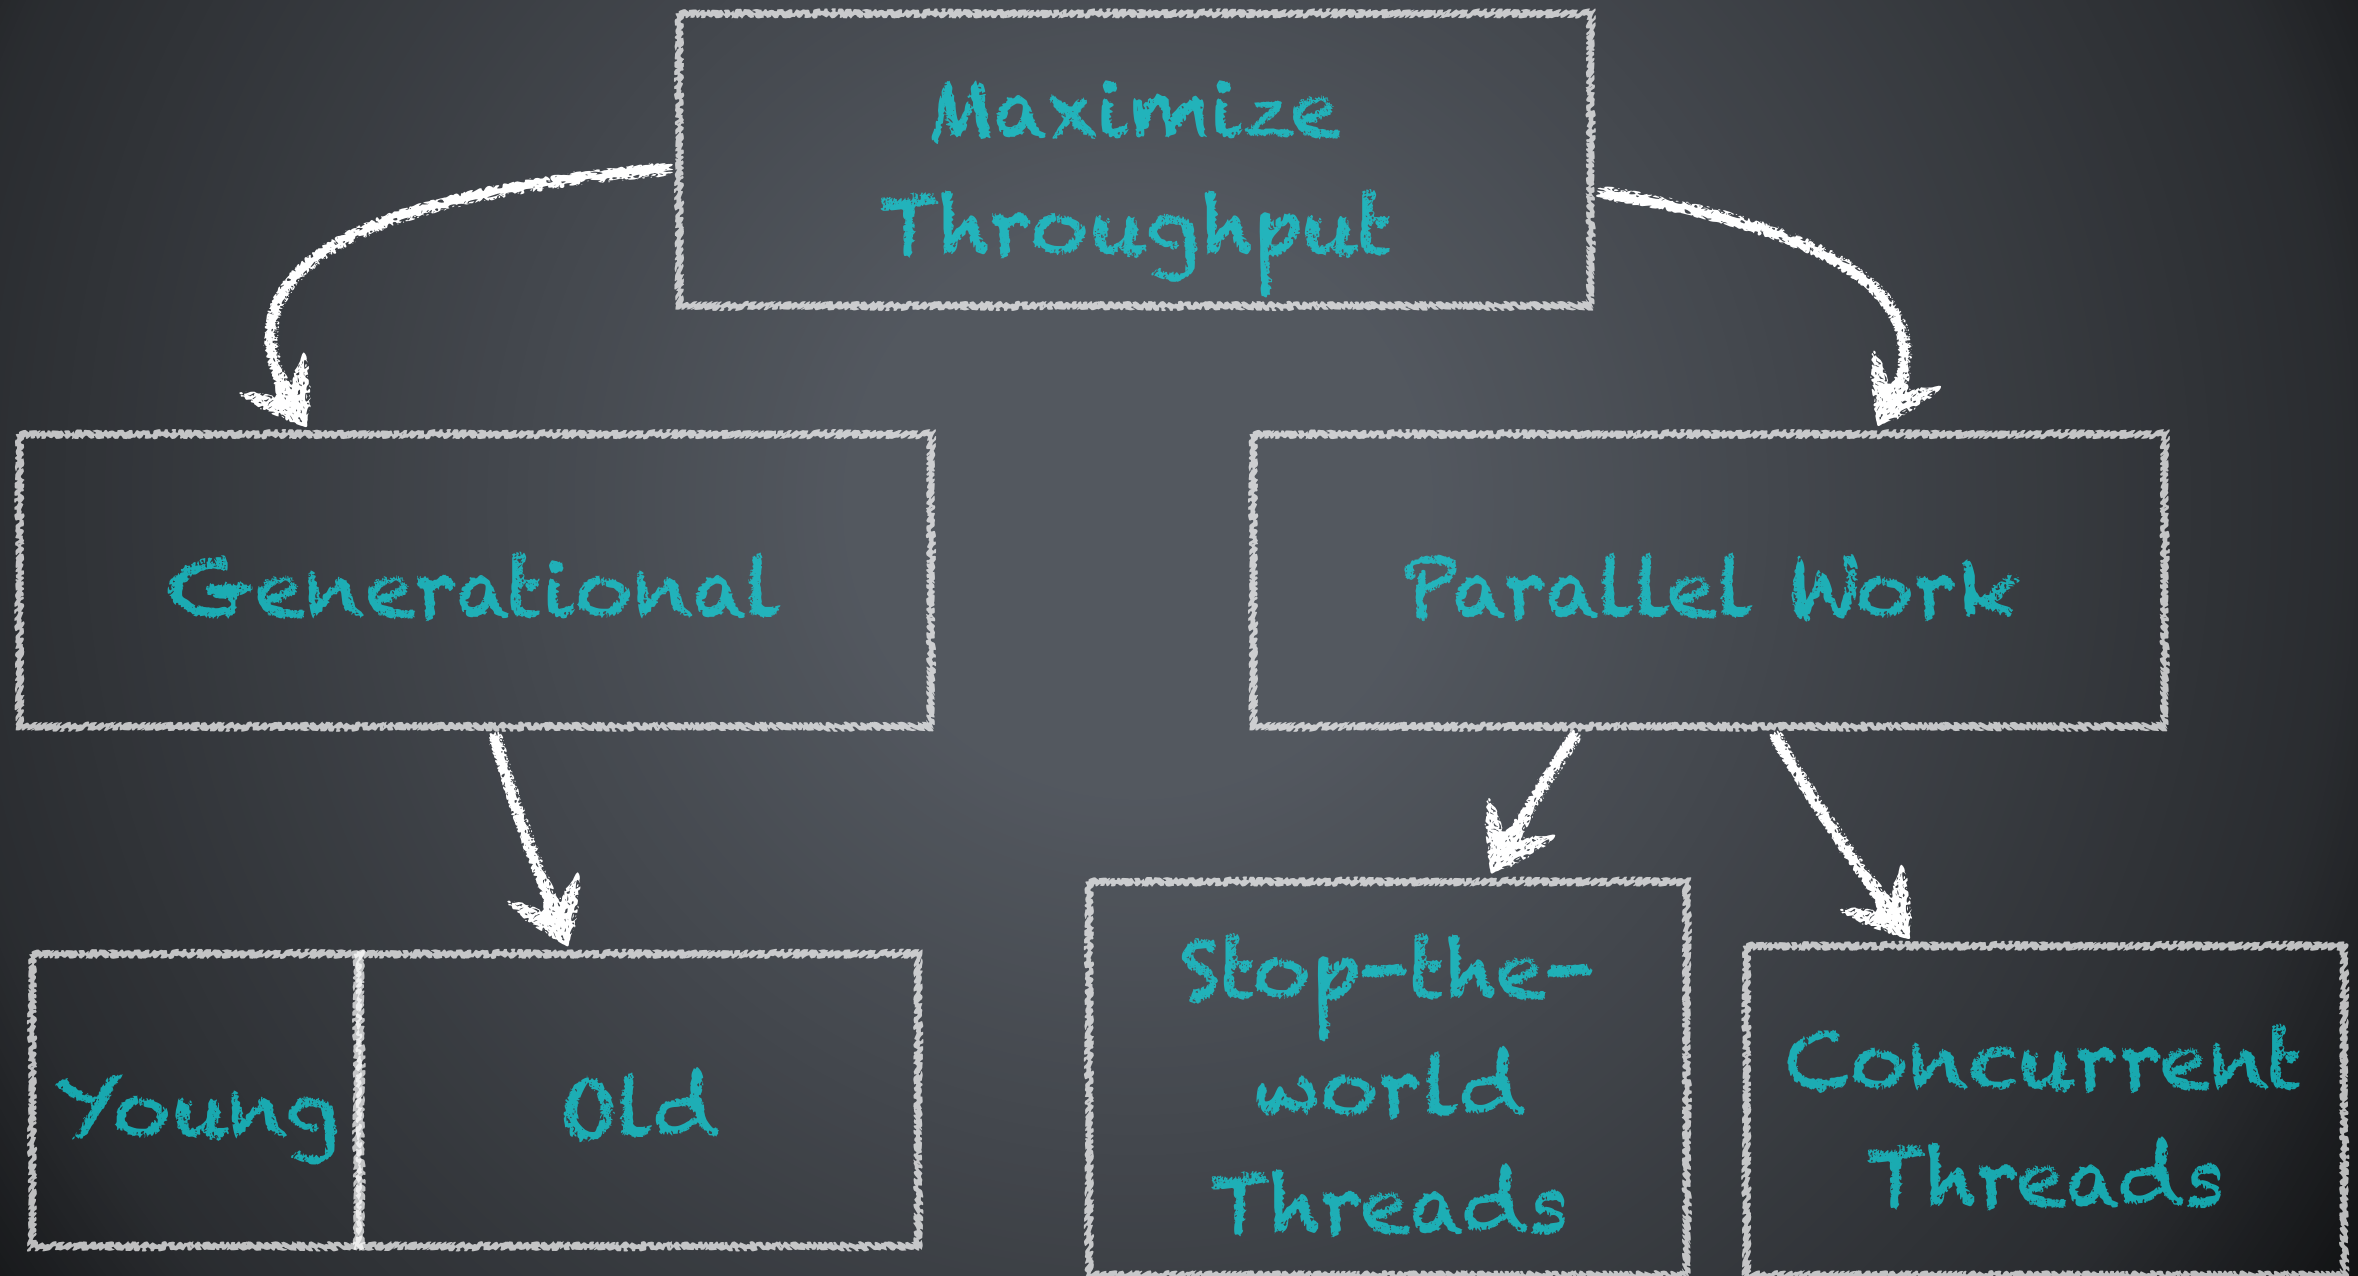 Maximize
Throughput
Generational
Parallel Work
Young
Old
Stop-the-
world
Threads
Concurrent
Threads